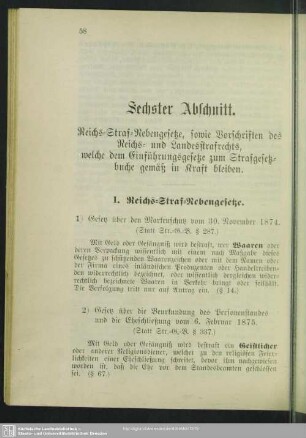 58
Sechster Abschnitt.
Reichs-Straf-Nebengesetze, sowie Vorschriften des
Reichs- und Landesstrafrechts,
welche dem Einführungsgesetze zum Strafgesetz-
buche gemäß in Kraft bleiben.
1. Reichs-Straf-Nebengesetze.
1) Gesetz über den Markenschutz vom 30. November 1874.
(Statt Str.-G.-B. § 287.)
Mit Geld oder Gefängniß wird bestraft, wer Waaren oder
deren Verpackung wissentlich mit einem nach Maßgabe dieses
Gesetzes zu schützenden Waarenzeichen oder mit dem Namen oder
der Firma eines inländischen Produzenten oder Handeltreiben-
den widerrechtlich bezeichnet, oder wissentlich dergleichen wider-
rechtlich bezeichnete Waaren in Verkehr bringt oder feilhält.
Die Verfolgung tritt nur auf Antrag ein. (§ 14.)
2) Gesetz über die Beurkundung des Personenstandes
und die Eheschließung vom 6. Februar 1875.
(Statt Str.-G.-B. § 337.)
Mit Geld oder Gefängniß wird bestraft ein Geistlicher
oder anderer Religionsdiener, welcher zu den religiösen Feier-
lichkeiten einer Eheschließung schreitet, bevor ihm nachgewiesen
worden ist, daß die Ehe vor dem Standesbeamten geschlossen
sei. (§ 67.)